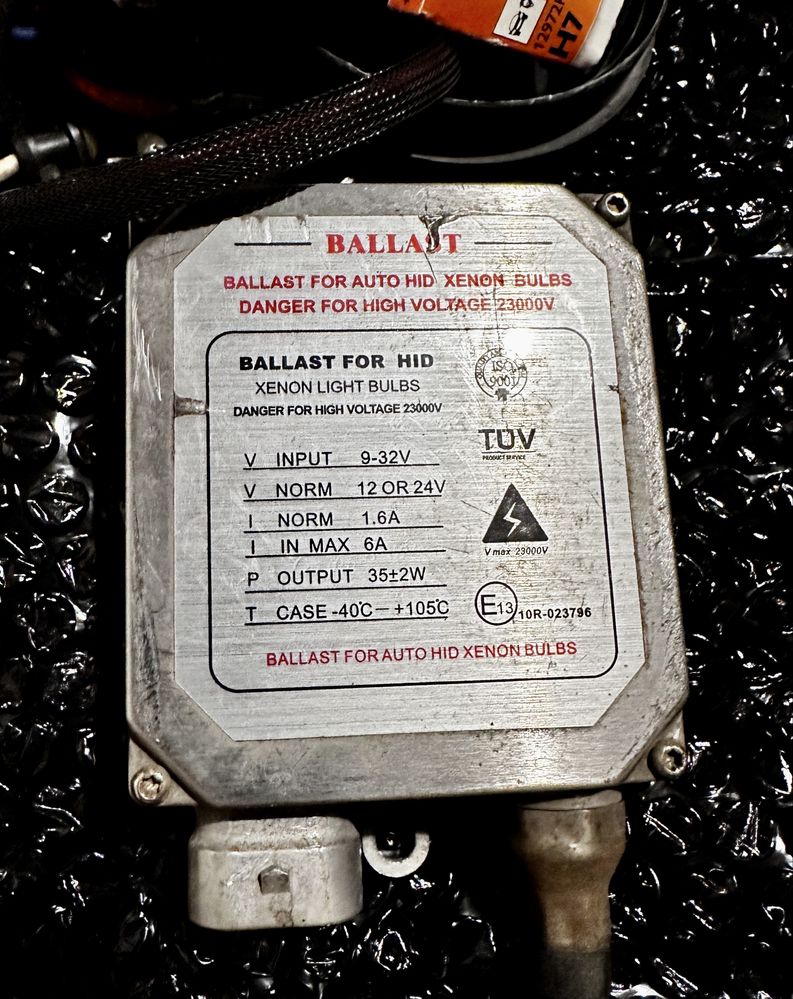 12972P
H7
BALLAST
BALLAST FOR AUTO HID XENON BULBS
DANGER FOR HIGH VOLTAGE 23000V
BALLAST FOR HID
XENON LIGHT BULBS
DANGER FOR HIGH VOLTAGE 23000V
ISO
9001
TÜV
PRODUCT SERVICE
V INPUT 9-32V
V NORM 12 OR 24V
I NORM 1.6A
I IN MAX 6A
V max 23000V
P OUTPUT 35±2W
T CASE -40℃ — +105℃
E13 10R-023796
BALLAST FOR AUTO HID XENON BULBS